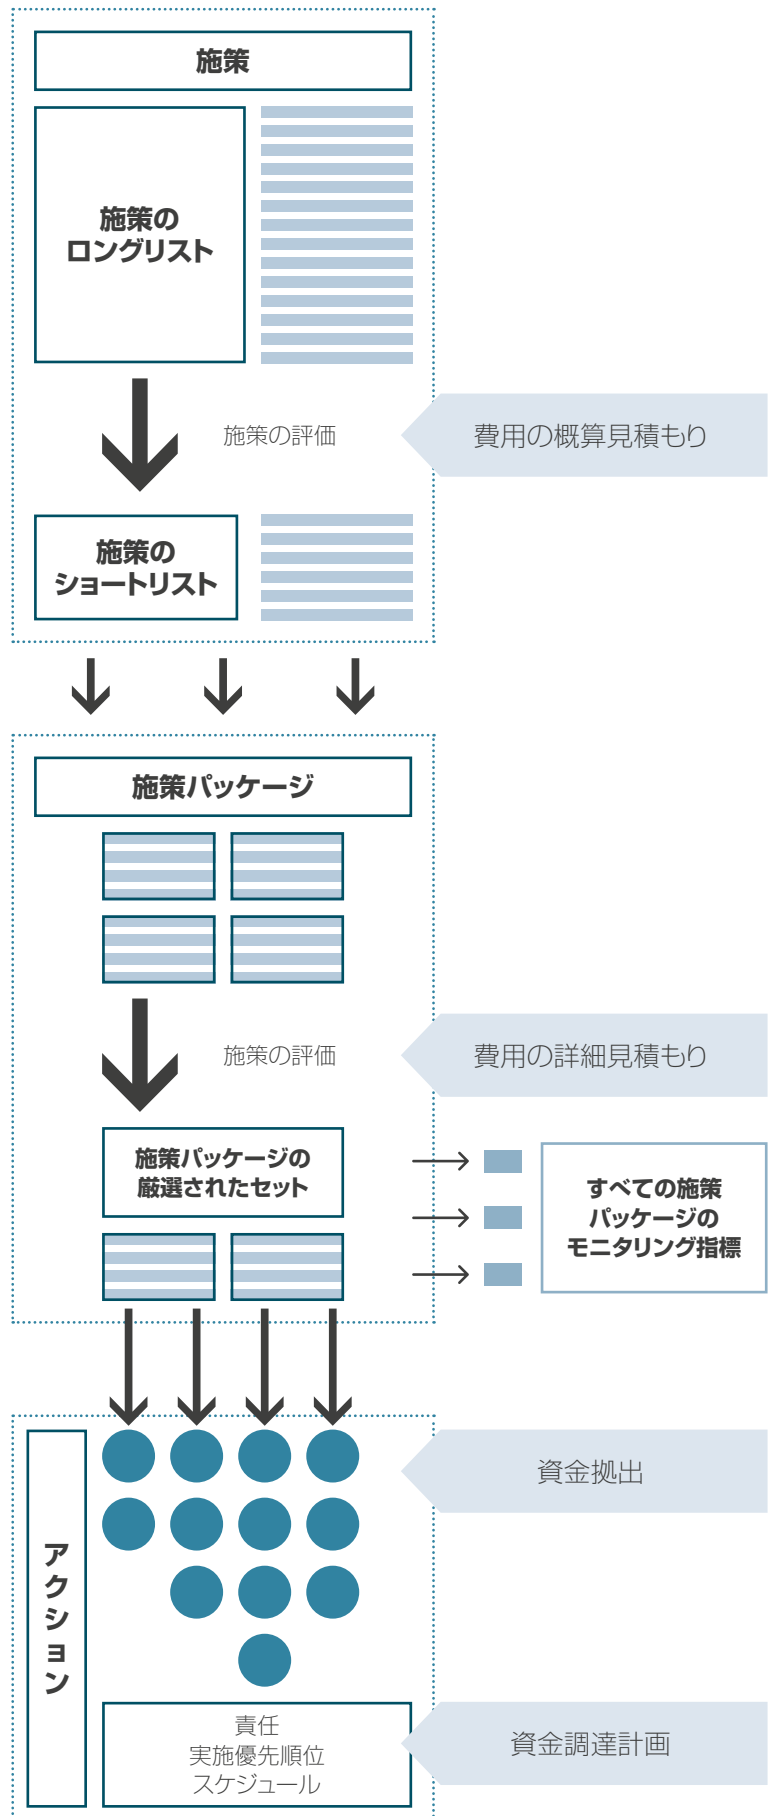 施策
施策の
ロングリスト
施策の評価
費用の概算見積もり
施策の
ショートリスト
施策パッケージ
施策の評価
費用の詳細見積もり
施策パッケージの
厳選されたセット
すべての施策
パッケージの
モニタリング指標
アクション
資金拠出
責任
実施優先順位
スケジュール
資金調達計画